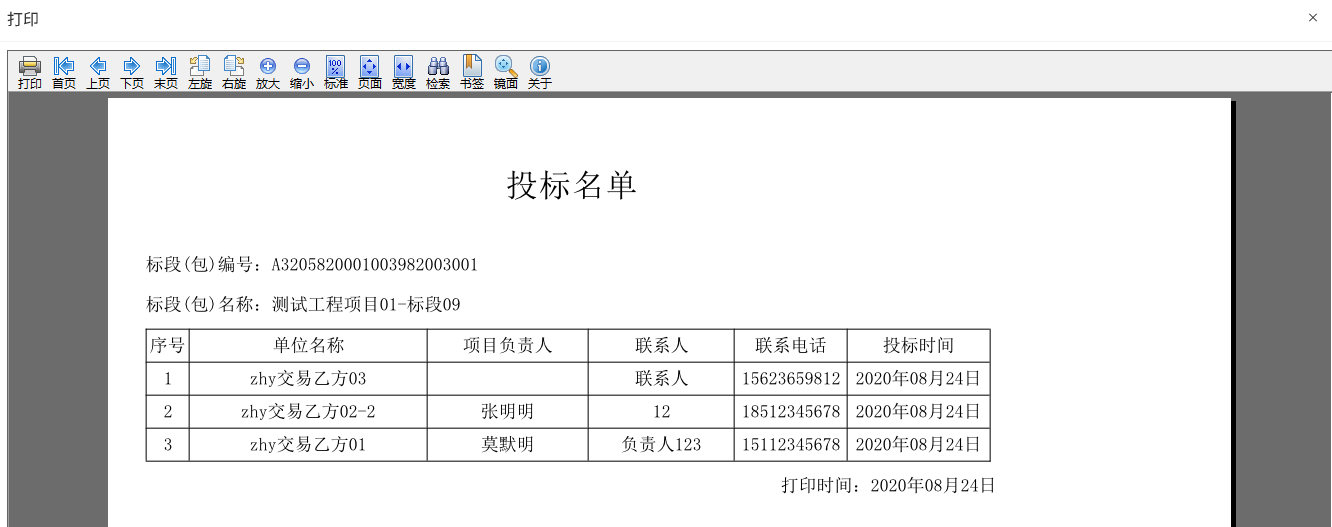 打印 ×
打印 首页 上页 下页 末页 左旋 右旋 放大 缩小 标准 页面 宽度 检索 书签 镜面 关于
投标名单
标段(包)编号：A3205820001003982003001
标段(包)名称：测试工程项目01-标段09
序号 单位名称 项目负责人 联系人 联系电话 投标时间
1 zhy交易乙方03 联系人 15623659812 2020年08月24日
2 zhy交易乙方02-2 张明明 12 18512345678 2020年08月24日
3 zhy交易乙方01 莫默明 负责人123 15112345678 2020年08月24日
打印时间：2020年08月24日